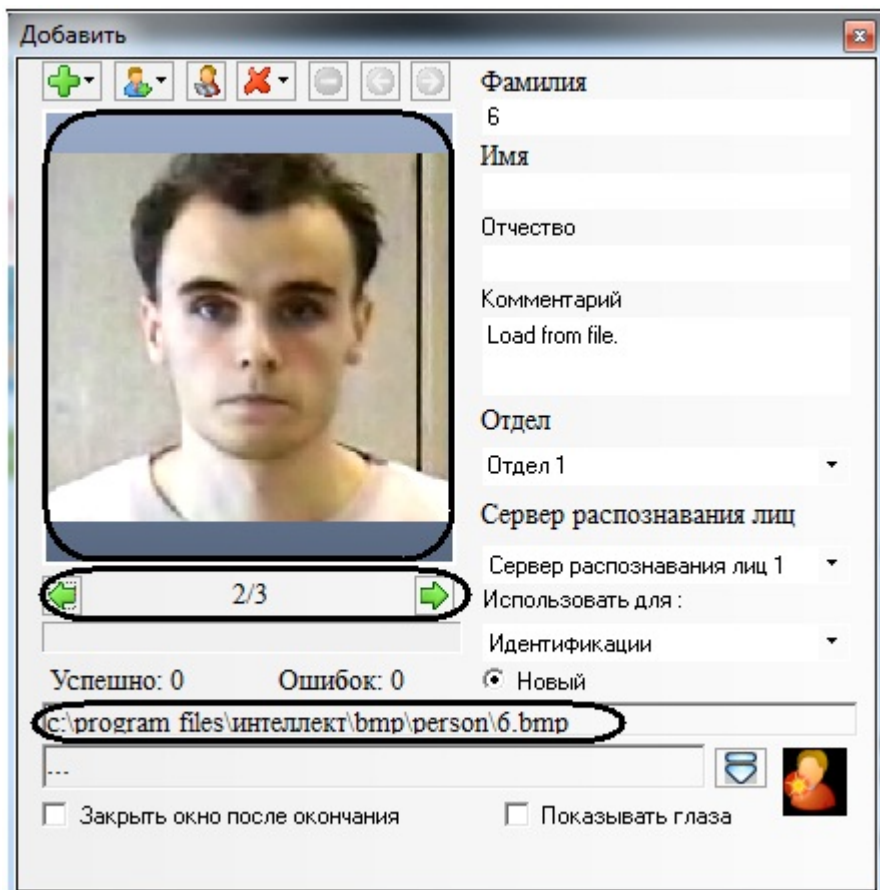 Добавить
Фамилия
6
Имя
Отчество
Комментарий
Load from file.
Отдел
Отдел 1
Сервер распознавания лиц
Сервер распознавания лиц 1
2/3
Использовать для :
Идентификации
Успешно: 0 Ошибок: 0
Новый
c:\program files\интеллект\bmp\person\6.bmp
...
Закрыть окно после окончания
Показывать глаза